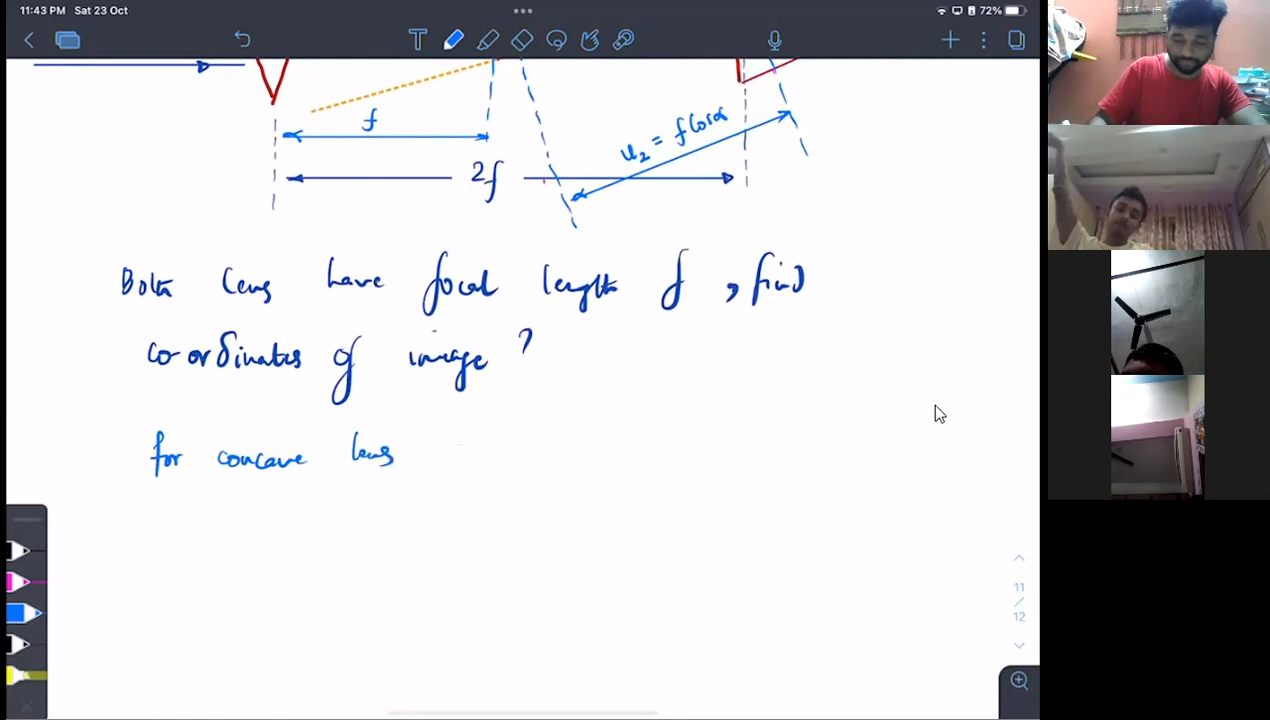 11:43 PM Sat 23 Oct
72%
T
f
u₂ = f cosα
2f
Both lens have focal length f , find
co-ordinates of image ?
for concave lens
11
/
12